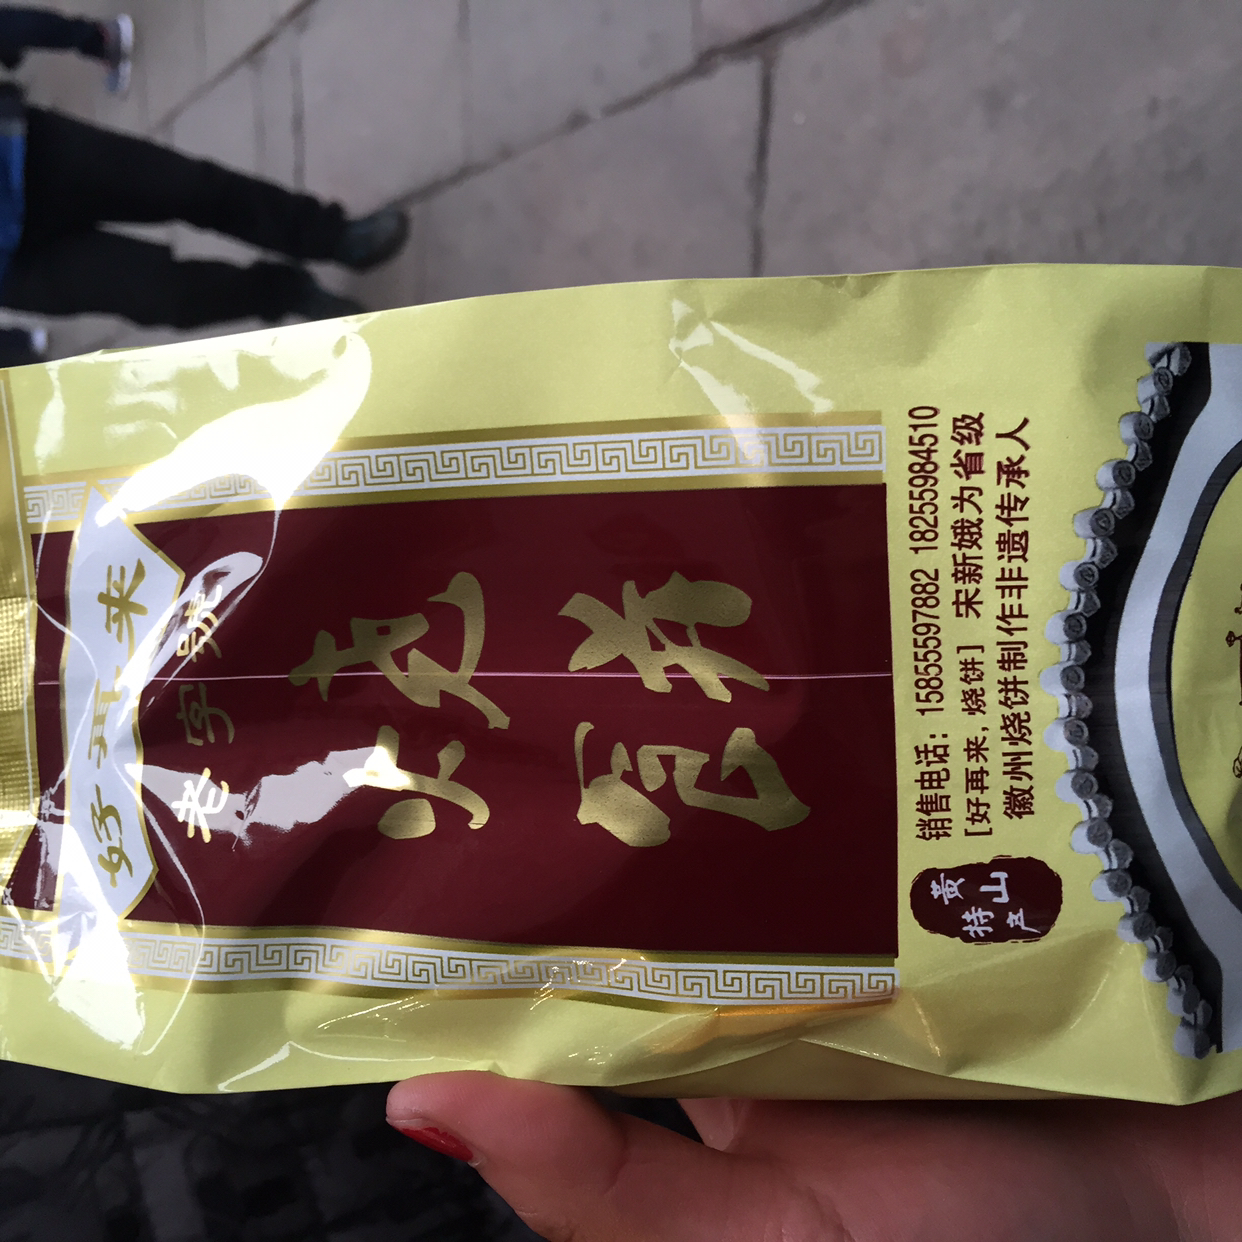 好再来
老字號
烧
饼
销售电话：15855597882 18255984510
[好再来，烧饼] 宋新娥为省级
徽州烧饼制作非遗传承人
黄山
特产